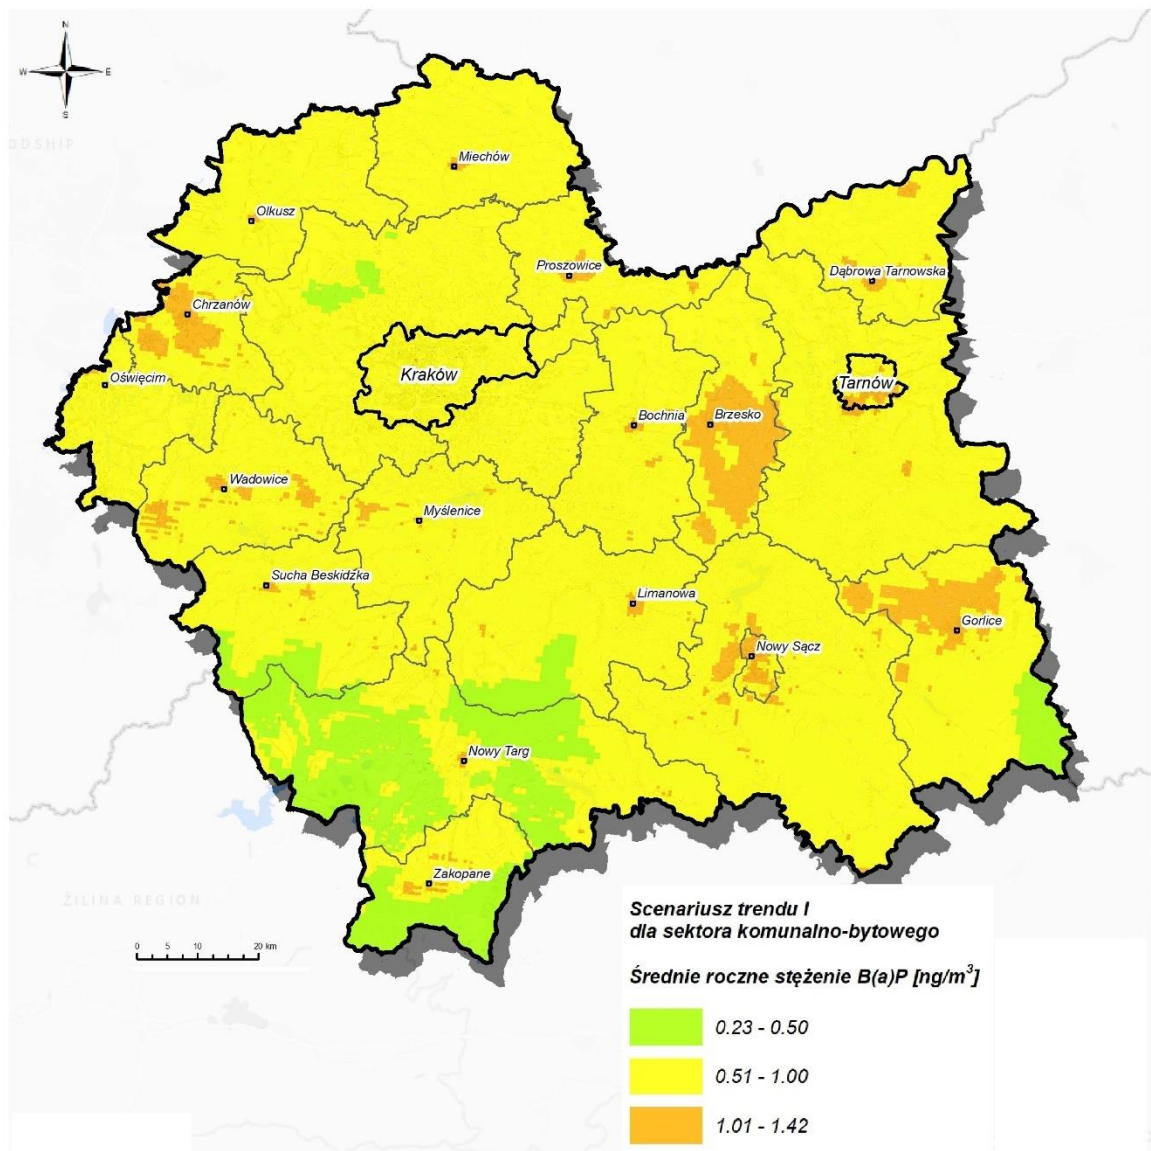 N
W E
S
ODSHIP
Miechów
Olkusz
Proszowice
Dąbrowa Tarnowska
Chrzanów
Kraków
Oświęcim
Tarnów
Bochnia
Brzesko
Wadowice
Myślenice
Sucha Beskidzka
Limanowa
Gorlice
Nowy Sącz
Nowy Targ
Zakopane
ŽILINA REGION
0 5 10 20 km
Scenariusz trendu I
dla sektora komunalno-bytowego
Średnie roczne stężenie B(a)P [ng/m³]
0.23 - 0.50
0.51 - 1.00
1.01 - 1.42